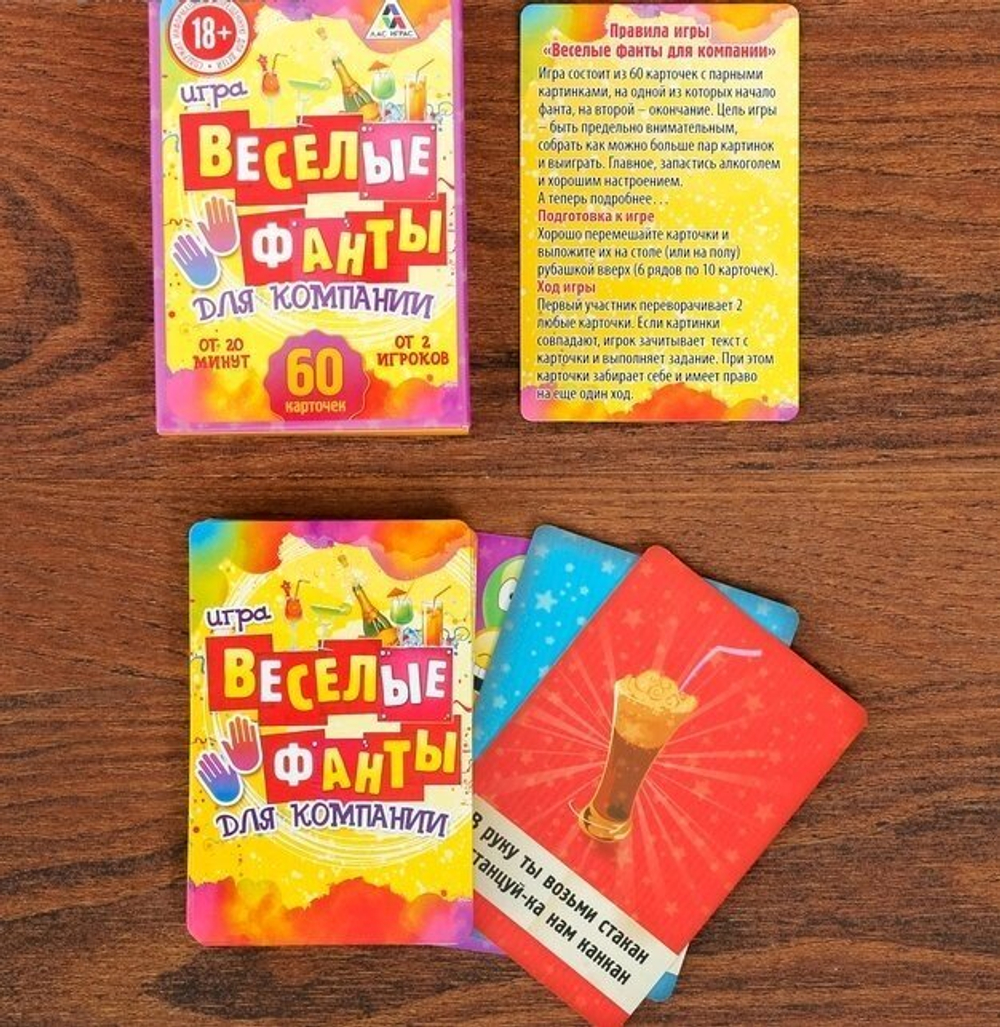 18+
ЛАС ИГРАС
игра
ВЕСЕЛЫЕ
ФАНТЫ
ДЛЯ КОМПАНИИ
ОТ 20
МИНУТ
60
карточек
ОТ 2
ИГРОКОВ
Правила игры
«Веселые фанты для компании»
Игра состоит из 60 карточек с парными
картинками, на одной из которых начало
фанта, на второй – окончание. Цель игры
– быть предельно внимательным,
собрать как можно больше пар картинок
и выиграть. Главное, запастись алкоголем
и хорошим настроением.
А теперь подробнее...
Подготовка к игре
Хорошо перемешайте карточки и
выложите их на столе (или на полу)
рубашкой вверх (6 рядов по 10 карточек).
Ход игры
Первый участник переворачивает 2
любые карточки. Если картинки
совпадают, игрок зачитывает текст с
карточки и выполняет задание. При этом
карточки забирает себе и имеет право
на еще один ход.
игра
ВЕСЕЛЫЕ
ФАНТЫ
ДЛЯ КОМПАНИИ
В руку ты возьми стакан
танцуй-ка нам канкан